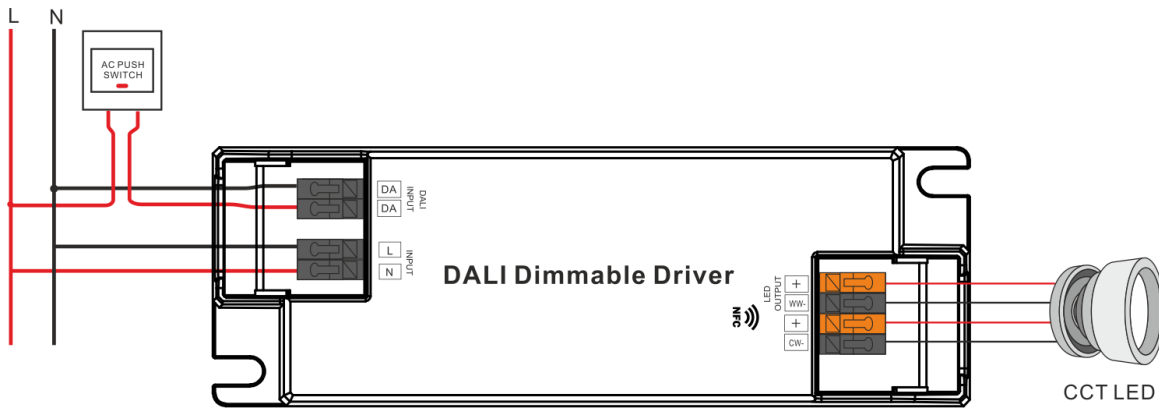 L N
AC PUSH
SWITCH
DA
DA
DALI
INPUT
L
N
INPUT
DALI Dimmable Driver
NFC
LED
OUTPUT
+
WW-
+
CW-
CCT LED